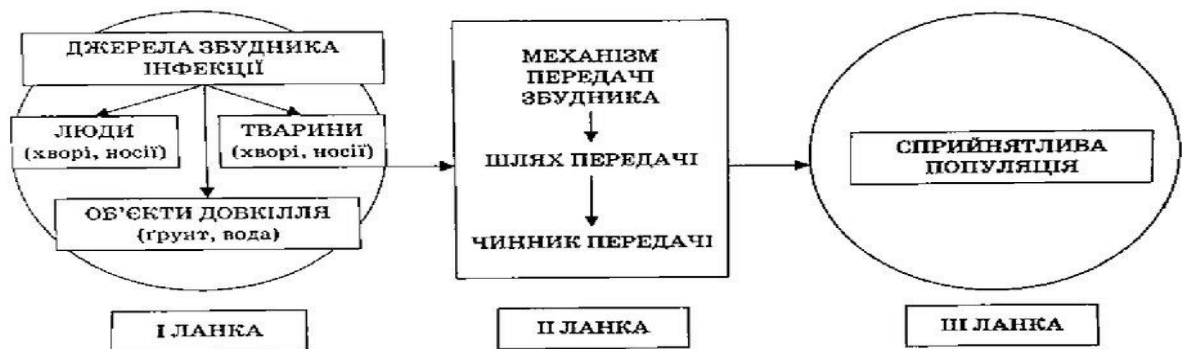 ДЖЕРЕЛА ЗБУДНИКА
ІНФЕКЦІЇ
ЛЮДИ
(хворі, носії)
ТВАРИНИ
(хворі, носії)
ОБ'ЄКТИ ДОВКІЛЛЯ
(ґрунт, вода)
І ЛАНКА
МЕХАНІЗМ
ПЕРЕДАЧІ
ЗБУДНИКА
ШЛЯХ ПЕРЕДАЧІ
ЧИННИК ПЕРЕДАЧІ
ІІ ЛАНКА
СПРИЙНЯТЛИВА
ПОПУЛЯЦІЯ
ІІІ ЛАНКА